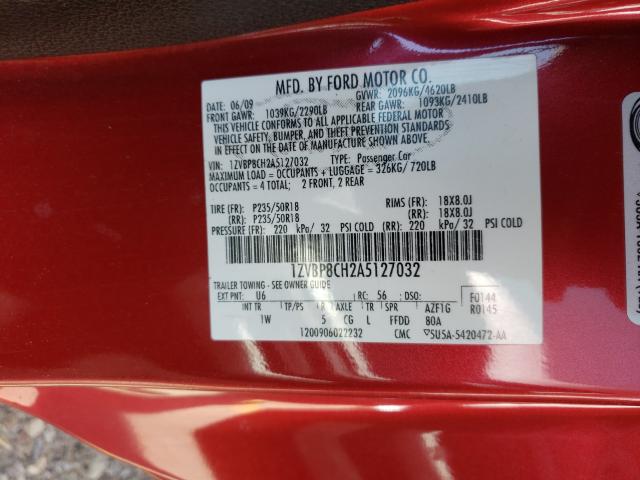 MFD. BY FORD MOTOR CO.
DATE: 06/09 GVWR: 2096KG/4620LB
FRONT GAWR: 1039KG/2290LB REAR GAWR: 1093KG/2410LB
THIS VEHICLE CONFORMS TO ALL APPLICABLE FEDERAL MOTOR
VEHICLE SAFETY, BUMPER, AND THEFT PREVENTION STANDARDS
IN EFFECT ON THE DATE OF MANUFACTURE SHOWN ABOVE.
VIN: 1ZVBP8CH2A5127032 TYPE: Passenger Car
MAXIMUM LOAD = OCCUPANTS + LUGGAGE = 326KG/ 720LB
OCCUPANTS = 4 TOTAL; 2 FRONT, 2 REAR
TIRE (FR): P235/50R18 RIMS (FR): 18X8.0J
(RR): P235/50R18 (RR): 18X8.0J
PRESSURE (FR): 220 kPa/ 32 PSI COLD (RR): 220 kPa/ 32 PSI COLD
1ZVBP8CH2A5127032
TRAILER TOWING - SEE OWNER GUIDE
EXT PNT: U6 RC: 56 DSO: F0144
INT TR TP/PS R AXLE TR SPR AZF1G R0145
1W 5 CG L FFDD 80A
1200906022232 CMC 5U5A-5420472-AA